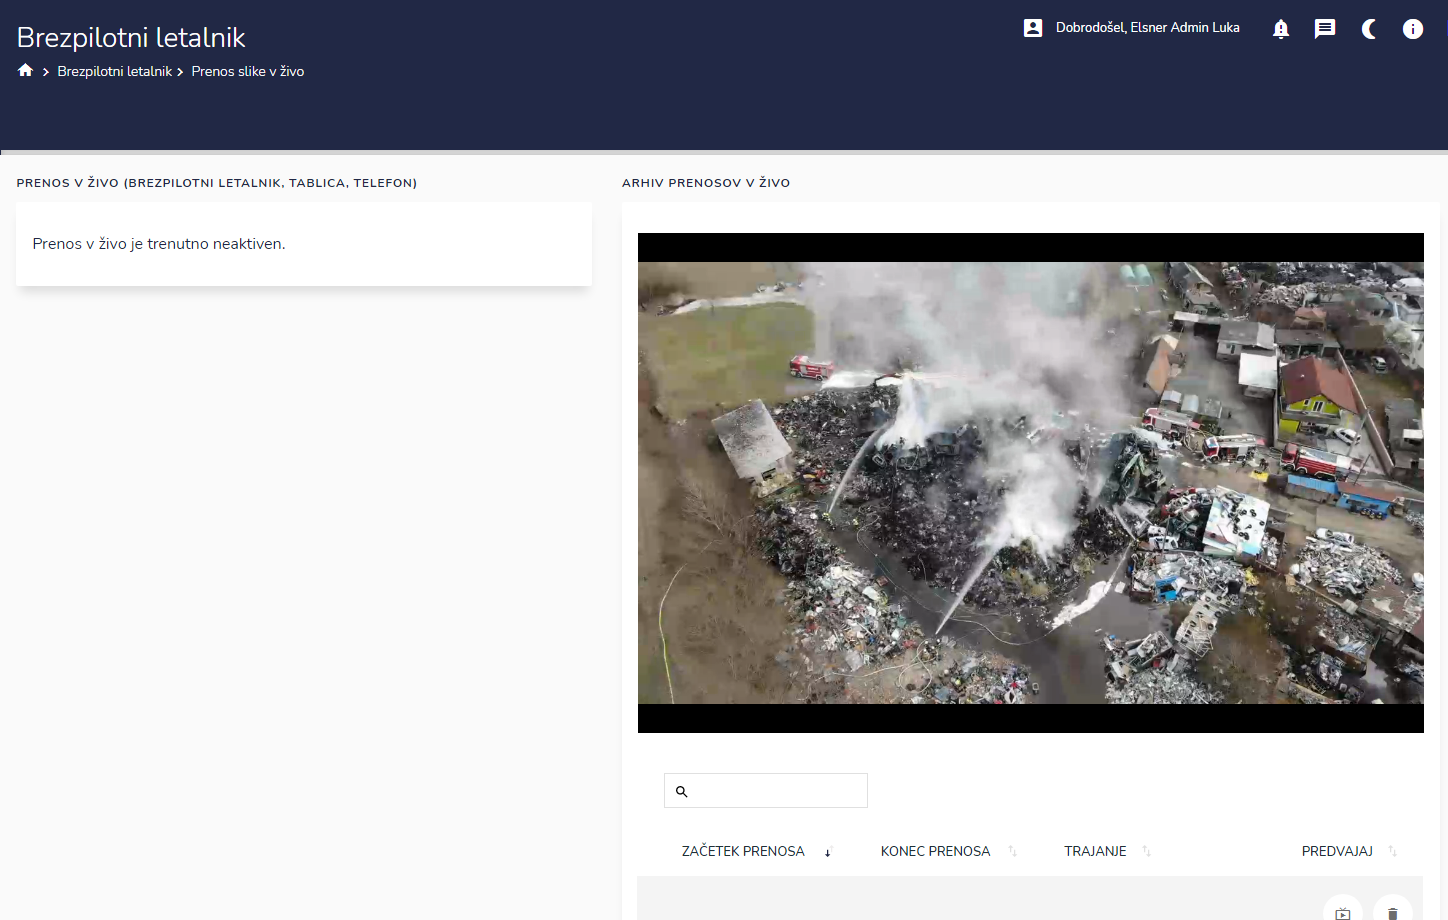 Brezpilotni letalnik
Dobrodošel, Elsner Admin Luka
Brezpilotni letalnik
Prenos slike v živo
PRENOS V ŽIVO (BREZPILOTNI LETALNIK, TABLICA, TELEFON)
Prenos v živo je trenutno neaktiven.
ARHIV PRENOSOV V ŽIVO
ZAČETEK PRENOSA
KONEC PRENOSA
TRAJANJE
PREDVAJAJ